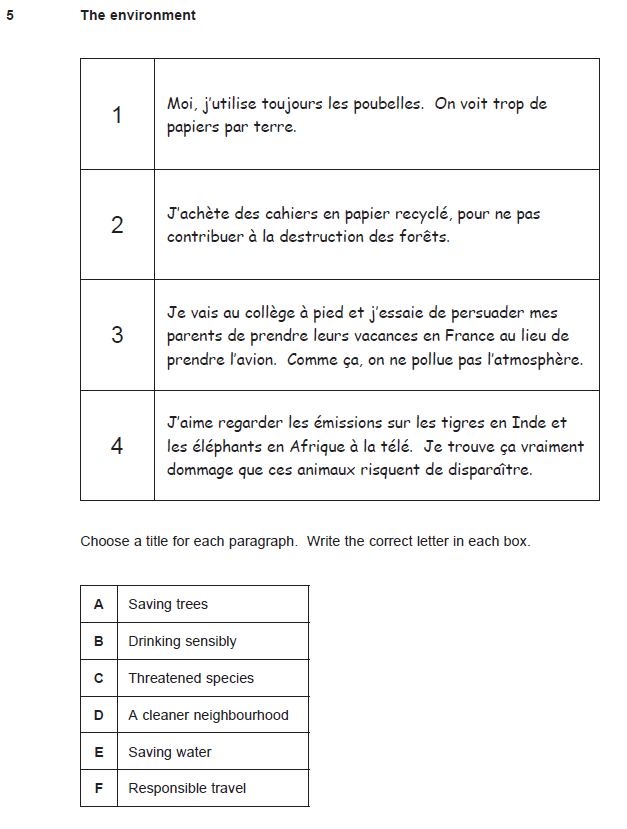 5 The environment
1 Moi, j'utilise toujours les poubelles. On voit trop de
papiers par terre.
2 J'achète des cahiers en papier recyclé, pour ne pas
contribuer à la destruction des forêts.
3 Je vais au collège à pied et j'essaie de persuader mes
parents de prendre leurs vacances en France au lieu de
prendre l'avion. Comme ça, on ne pollue pas l'atmosphère.
4 J'aime regarder les émissions sur les tigres en Inde et
les éléphants en Afrique à la télé. Je trouve ça vraiment
dommage que ces animaux risquent de disparaître.
Choose a title for each paragraph. Write the correct letter in each box.
A Saving trees
B Drinking sensibly
C Threatened species
D A cleaner neighbourhood
E Saving water
F Responsible travel